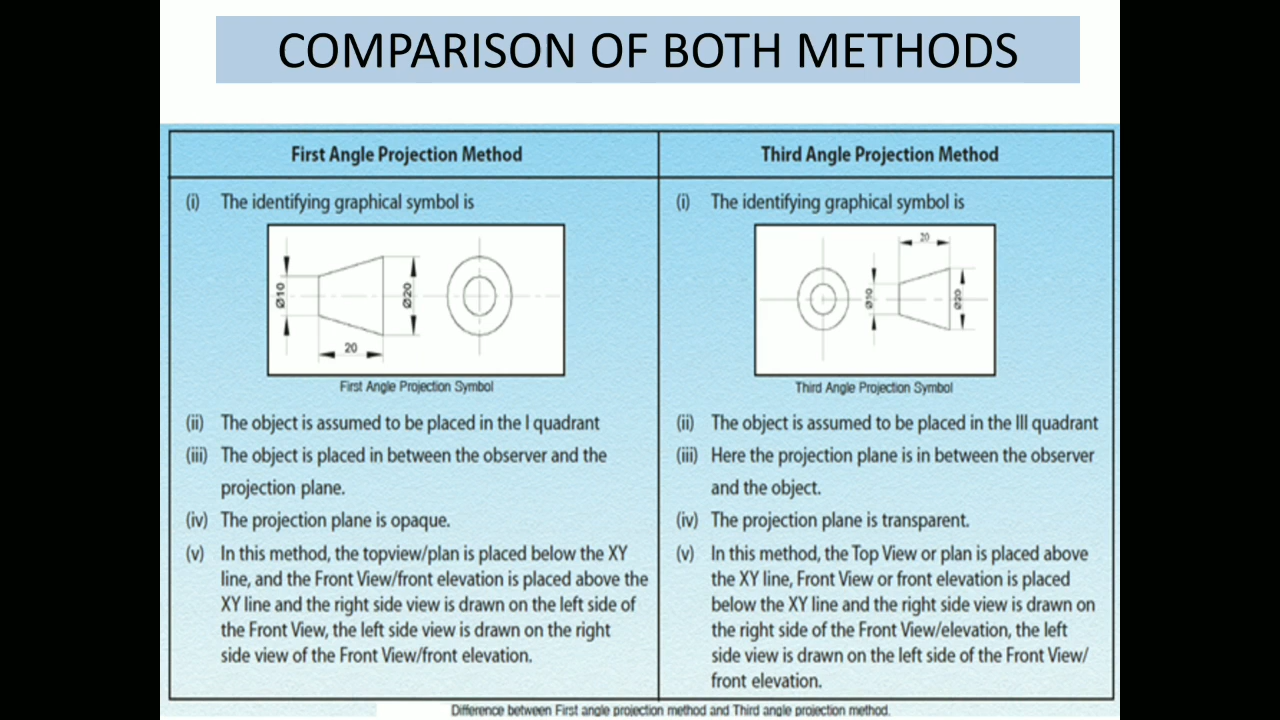 COMPARISON OF BOTH METHODS
First Angle Projection Method
(i) The identifying graphical symbol is
Ø10
Ø20
20
First Angle Projection Symbol
(ii) The object is assumed to be placed in the I quadrant
(iii) The object is placed in between the observer and the
projection plane.
(iv) The projection plane is opaque.
(v) In this method, the topview/plan is placed below the XY
line, and the Front View/front elevation is placed above the
XY line and the right side view is drawn on the left side of
the Front View, the left side view is drawn on the right
side view of the Front View/front elevation.
Third Angle Projection Method
(i) The identifying graphical symbol is
20
Ø10
Ø20
Third Angle Projection Symbol
(ii) The object is assumed to be placed in the III quadrant
(iii) Here the projection plane is in between the observer
and the object.
(iv) The projection plane is transparent.
(v) In this method, the Top View or plan is placed above
the XY line, Front View or front elevation is placed
below the XY line and the right side view is drawn on
the right side of the Front View/elevation, the left
side view is drawn on the left side of the Front View/
front elevation.
Difference between First angle projection method and Third angle projection method.